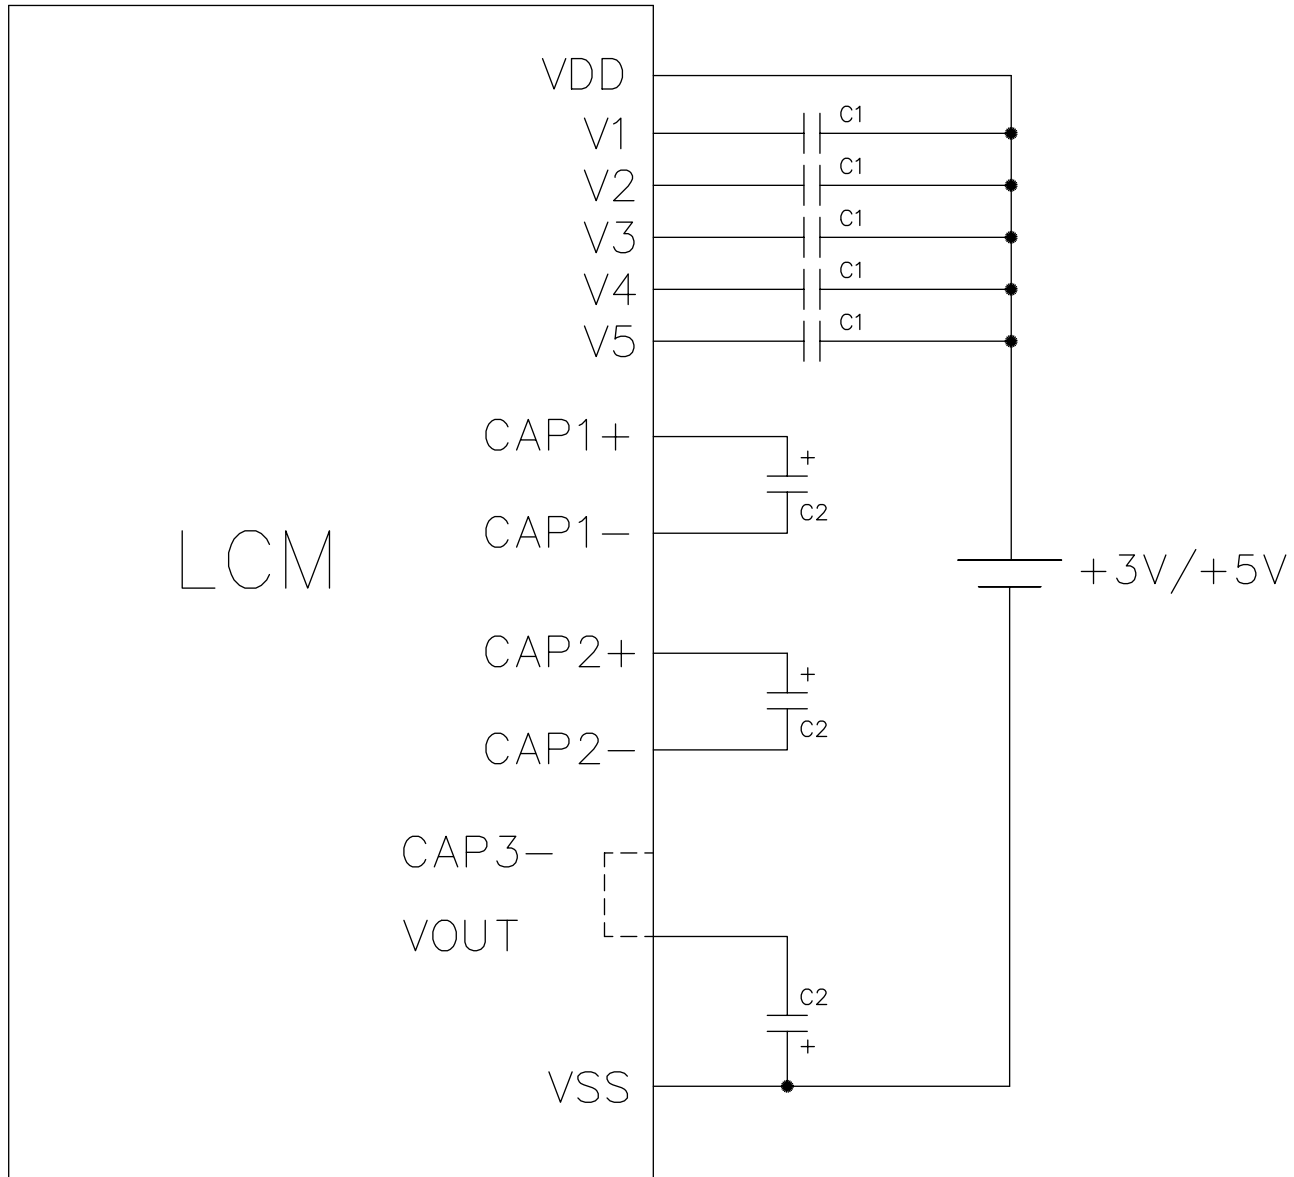 VDD
V1 C1
V2 C1
V3 C1
V4 C1
V5 C1
CAP1+
+
C2
CAP1-
LCM
+3V/+5V
CAP2+
+
C2
CAP2-
CAP3-
VOUT
C2
+
VSS